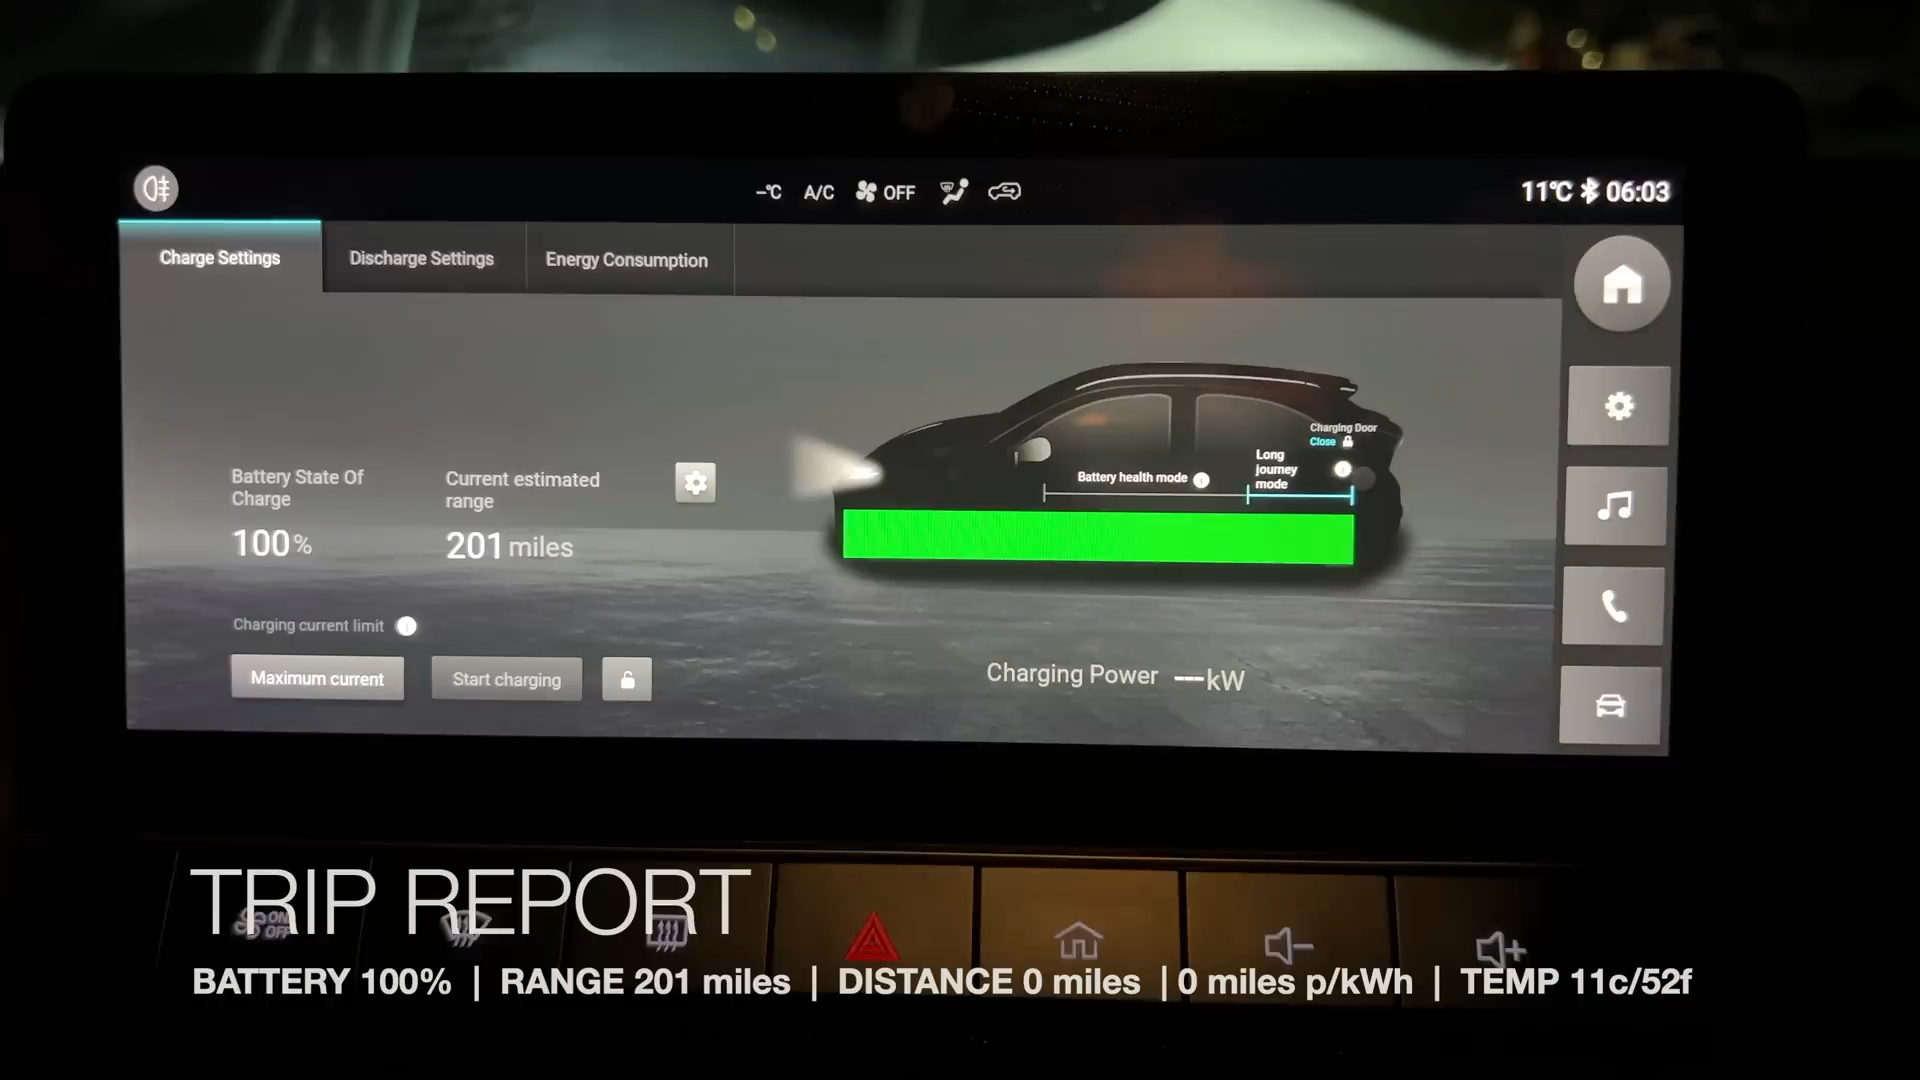 -°C A/C OFF 11°C 06:03
Charge Settings Discharge Settings Energy Consumption
Charging Door
Close
Battery State Of
Charge
100%
Current estimated
range
201 miles
Battery health mode
Long
journey
mode
Charging current limit
Maximum current Start charging
Charging Power ---kW
TRIP REPORT
ON
OFF
BATTERY 100% | RANGE 201 miles | DISTANCE 0 miles | 0 miles p/kWh | TEMP 11c/52f